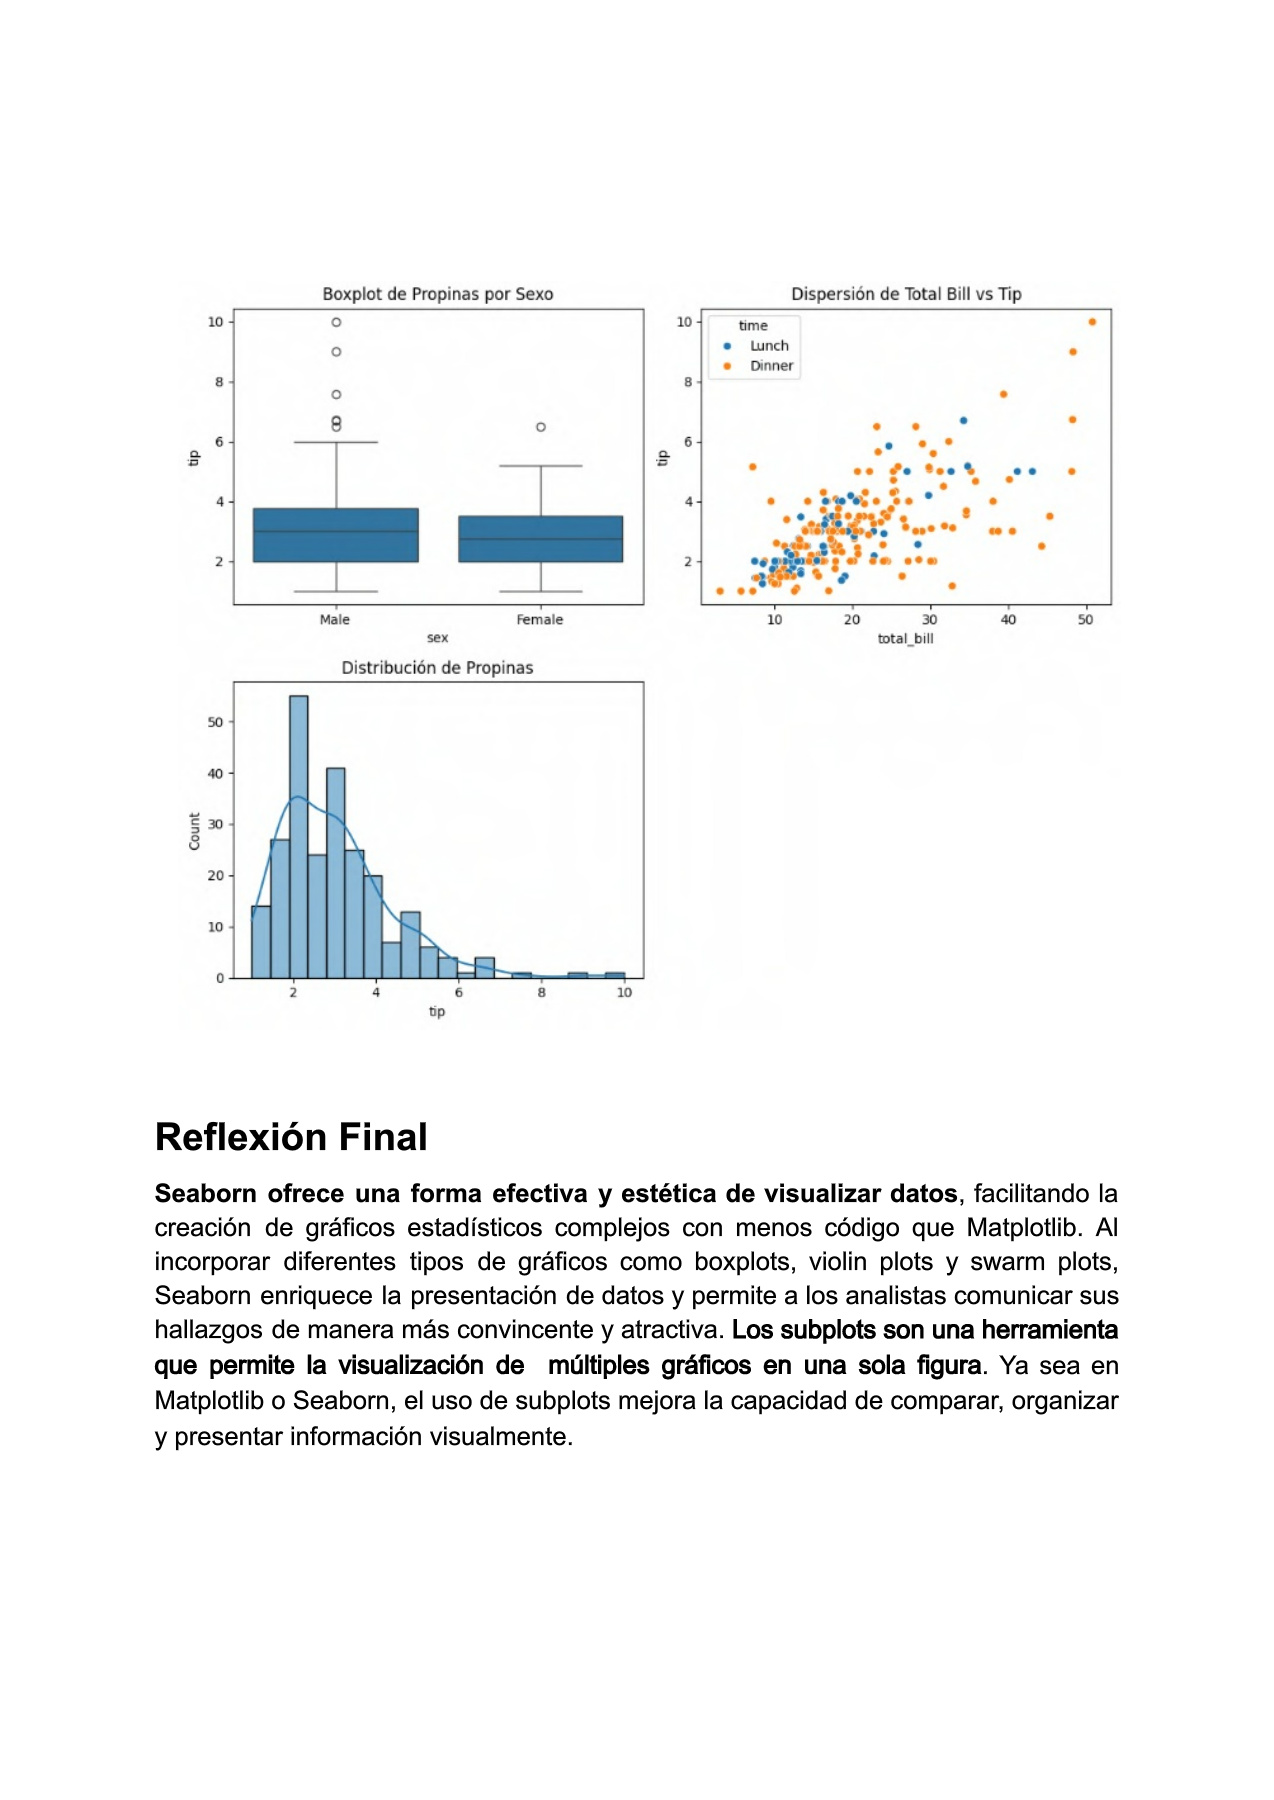 Boxplot de Propinas por Sexo
10
8
6
4
2
tip
Male
Female
sex
Dispersión de Total Bill vs Tip
time
Lunch
Dinner
10
8
6
4
2
tip
10
20
30
40
50
total_bill
Distribución de Propinas
50
40
30
20
10
0
Count
2
4
6
8
10
tip
Reflexión Final
Seaborn ofrece una forma efectiva y estética de visualizar datos, facilitando la
creación de gráficos estadísticos complejos con menos código que Matplotlib. Al
incorporar diferentes tipos de gráficos como boxplots, violin plots y swarm plots,
Seaborn enriquece la presentación de datos y permite a los analistas comunicar sus
hallazgos de manera más convincente y atractiva. Los subplots son una herramienta
que permite la visualización de múltiples gráficos en una sola figura. Ya sea en
Matplotlib o Seaborn, el uso de subplots mejora la capacidad de comparar, organizar
y presentar información visualmente.